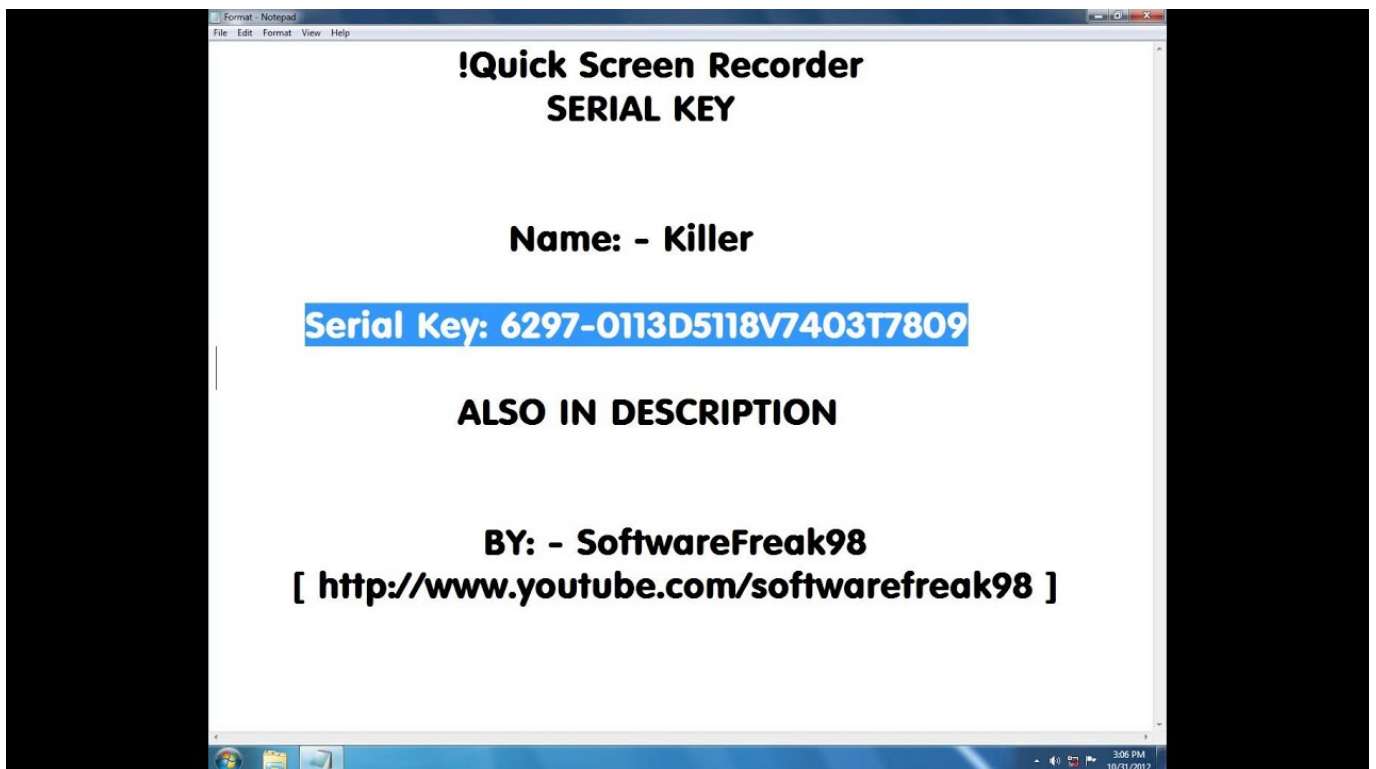 Format - Notepad
File Edit Format View Help
!Quick Screen Recorder
SERIAL KEY
Name: - Killer
Serial Key: 6297-0113D5118V7403T7809
ALSO IN DESCRIPTION
BY: - SoftwareFreak98
[ http://www.youtube.com/softwarefreak98 ]
3:06 PM
10/31/2012